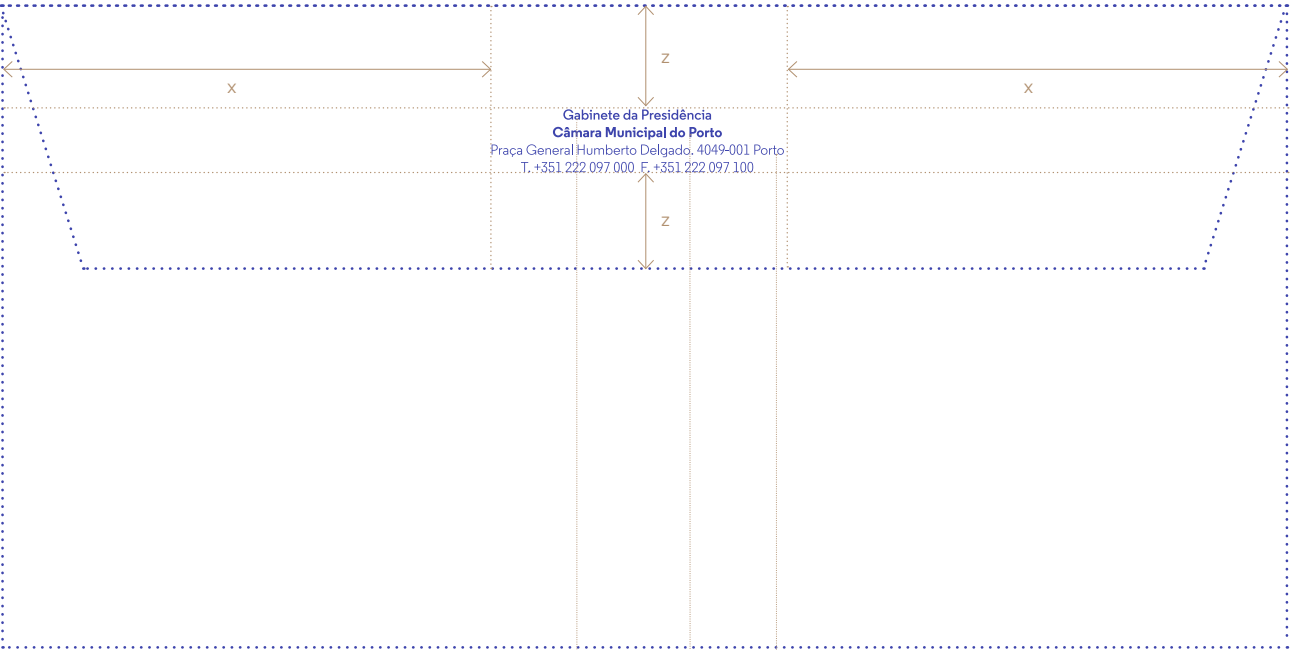 Z
X
X
Gabinete da Presidência
Câmara Municipal do Porto
Praça General Humberto Delgado. 4049-001 Porto
T. +351 222 097 000 F. +351 222 097 100
Z